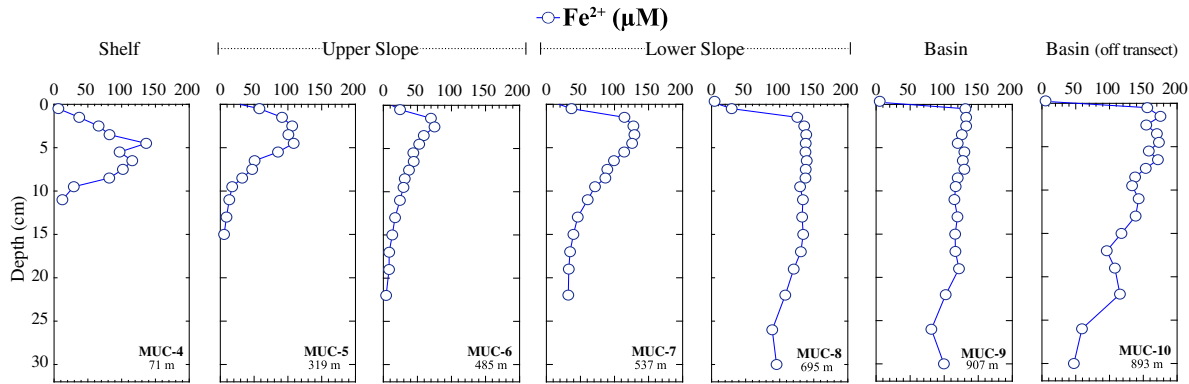 Fe²⁺ (µM)
Shelf Upper Slope Lower Slope Basin Basin (off transect)
0 50 100 150 200 0 50 100 150 200 0 50 100 150 200 0 50 100 150 200 0 50 100 150 200 0 50 100 150 200 0 50 100 150 200
0
5
10
15
20
25
30
Depth (cm)
MUC-4
71 m
MUC-5
319 m
MUC-6
485 m
MUC-7
537 m
MUC-8
695 m
MUC-9
907 m
MUC-10
893 m